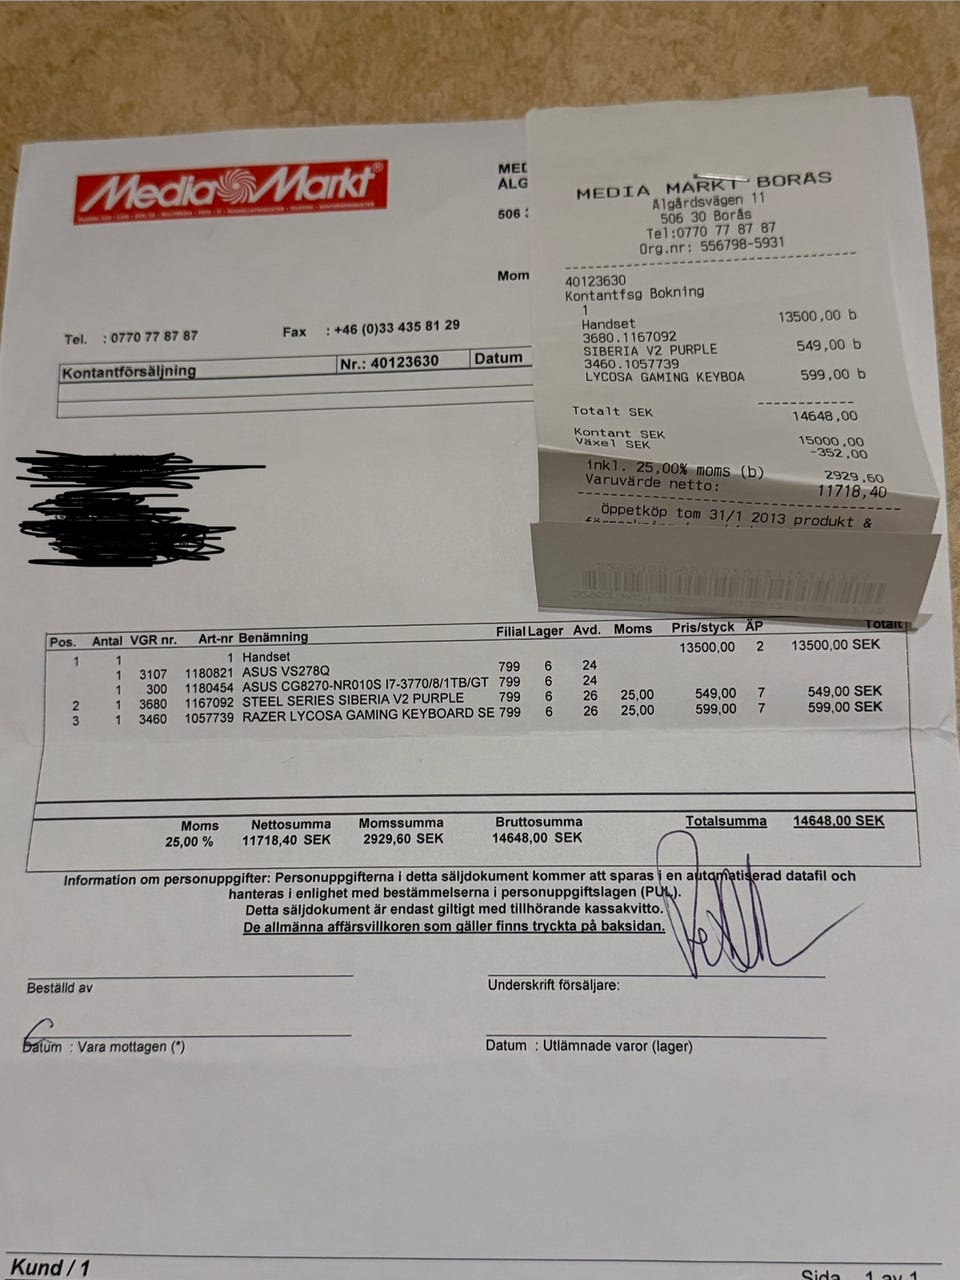 Media Markt®
MED
ÄLG
506
Mom
Tel. : 0770 77 87 87 Fax : +46 (0)33 435 81 29
Kontantförsäljning Nr.: 40123630 Datum
MEDIA MARKT BORÅS
Ålgårdsvägen 11
506 30 Borås
Tel:0770 77 87 87
Org.nr: 556798-5931
40123630
Kontantfsg Bokning
1 13500,00 b
Handset
3680.1167092 549,00 b
SIBERIA V2 PURPLE
3460.1057739
LYCOSA GAMING KEYBOA 599,00 b
Totalt SEK 14648,00
Kontant SEK 15000,00
Växel SEK -352,00
inkl. 25,00% moms (b) 2929,60
Varuvärde netto: 11718,40
Öppetköp tom 31/1 2013 produkt &
Pos. Antal VGR nr. Art-nr Benämning Filial Lager Avd. Moms Pris/styck ÄP Totalt
1 1 1 Handset 13500,00 2 13500,00 SEK
1 3107 1180821 ASUS VS278Q 799 6 24
1 300 1180454 ASUS CG8270-NR010S I7-3770/8/1TB/GT 799 6 24
2 1 3680 1167092 STEEL SERIES SIBERIA V2 PURPLE 799 6 26 25,00 549,00 7 549,00 SEK
3 1 3460 1057739 RAZER LYCOSA GAMING KEYBOARD SE 799 6 26 25,00 599,00 7 599,00 SEK
Moms Nettosumma Momssumma Bruttosumma Totalsumma 14648,00 SEK
25,00 % 11718,40 SEK 2929,60 SEK 14648,00 SEK
Information om personuppgifter: Personuppgifterna i detta säljdokument kommer att sparas i en automatiserad datafil och
hanteras i enlighet med bestämmelserna i personuppgiftslagen (PUL).
Detta säljdokument är endast giltigt med tillhörande kassakvitto.
De allmänna affärsvillkoren som gäller finns tryckta på baksidan.
Beställd av Underskrift försäljare:
Datum : Vara mottagen (*) Datum : Utlämnade varor (lager)
Kund / 1 Sida 1 av 1